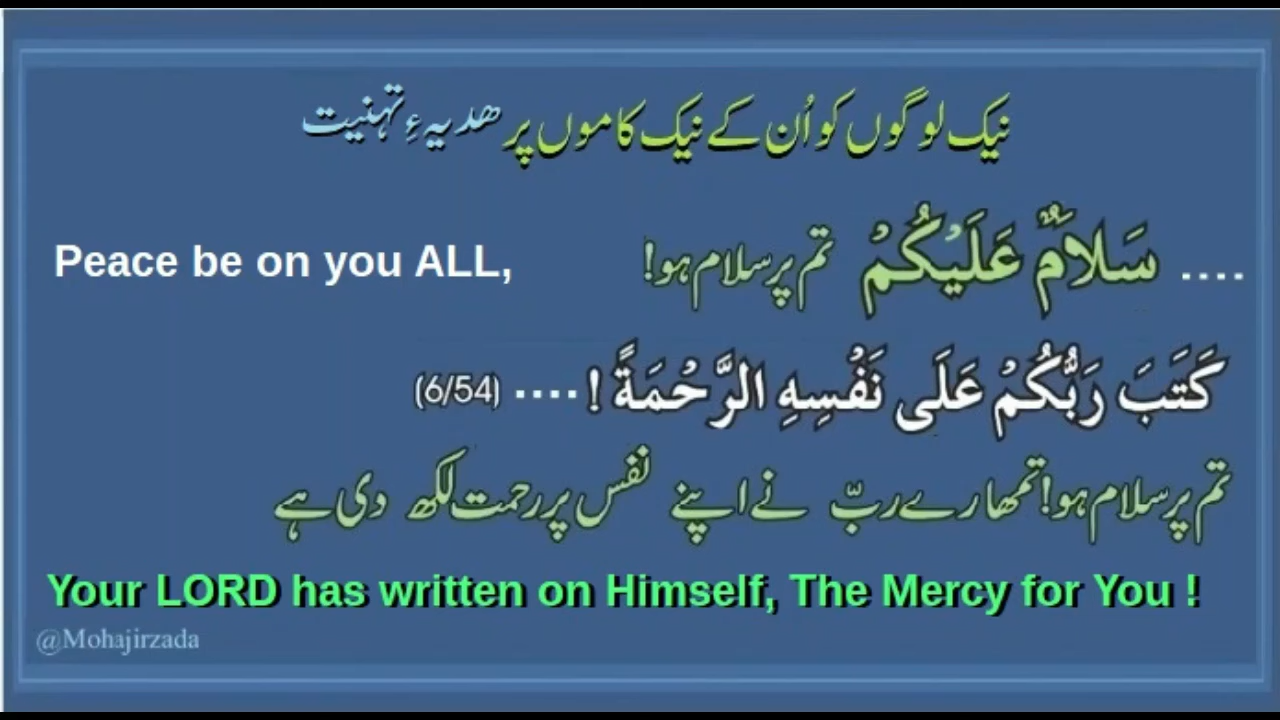 نیک لوگوں کو اُن کے نیک کاموں پر ھدیہءِ تہنیت
.... سَلاَمٌ عَلَيْكُمْ تم پر سلام ہو!
Peace be on you ALL,
كَتَبَ رَبُّكُمْ عَلَى نَفْسِهِ الرَّحْمَةً ! .... (6/54)
تم پر سلام ہو! تمھارے ربّ نے اپنے نفس پر رحمت لکھ دی ہے
Your LORD has written on Himself, The Mercy for You !
@Mohajirzada